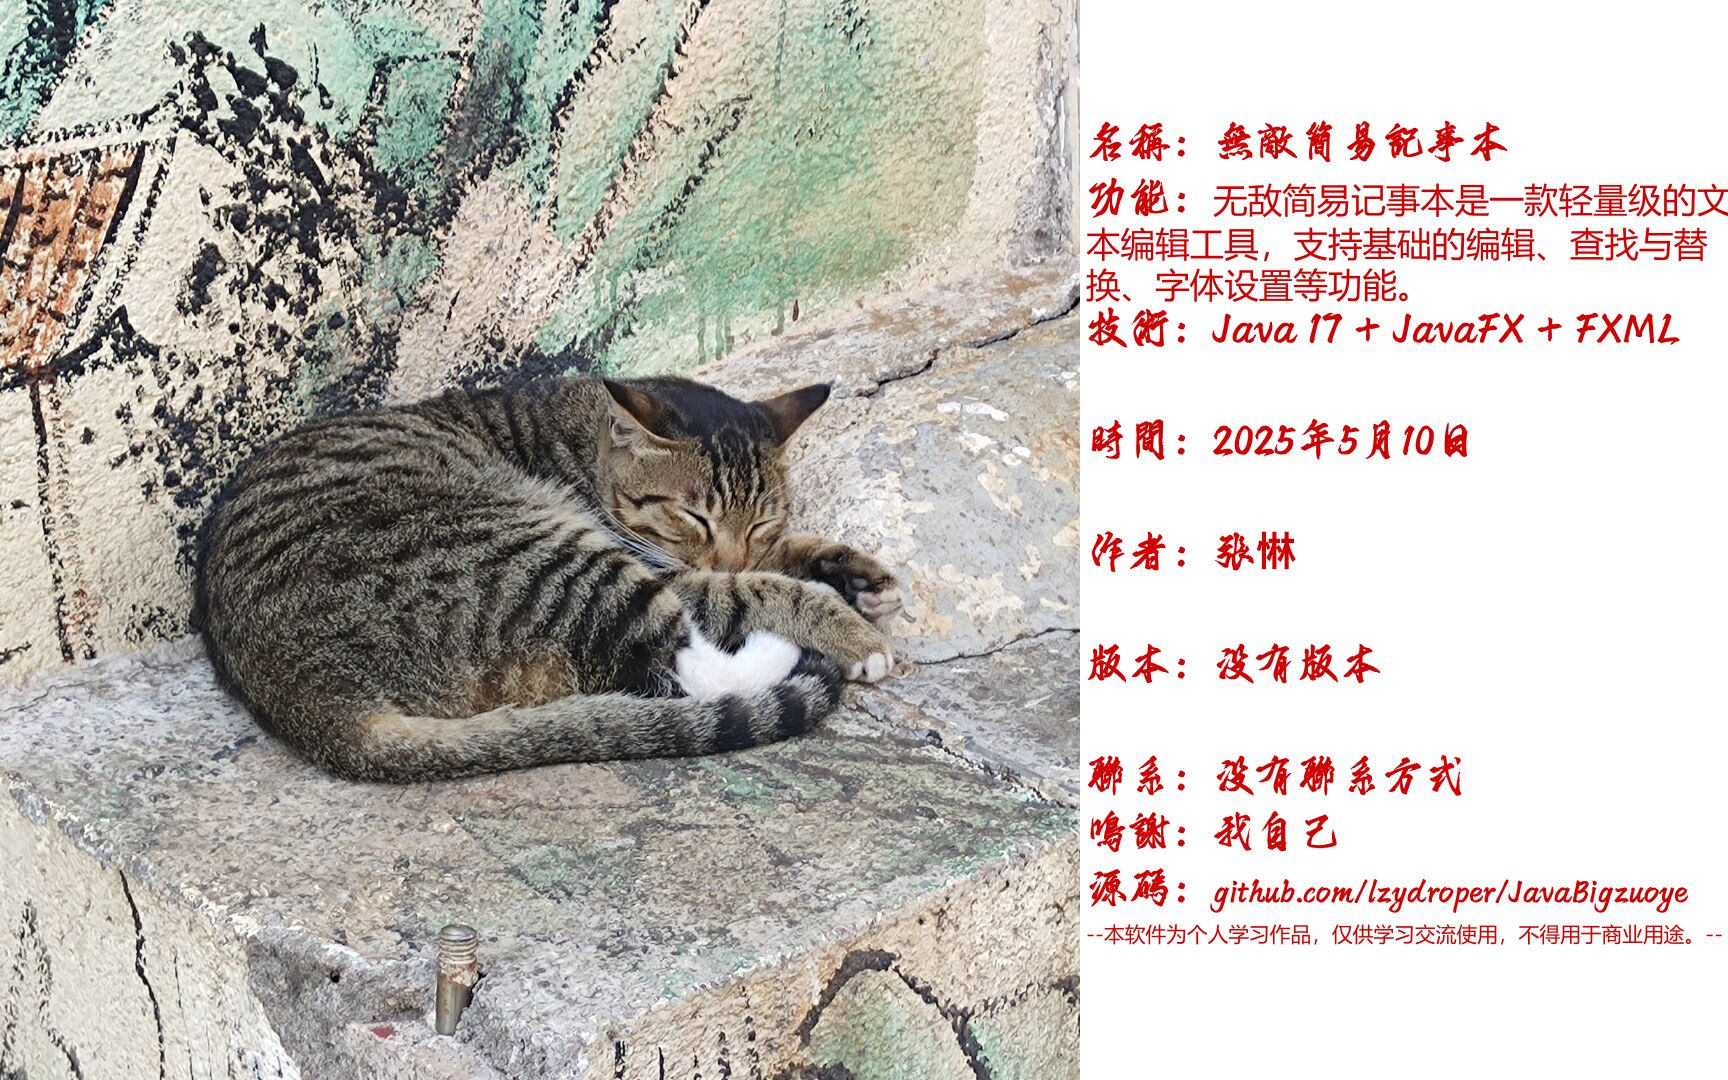 名稱：無敵簡易記事本
功能：无敌简易记事本是一款轻量级的文
本编辑工具，支持基础的编辑、查找与替
换、字体设置等功能。
技術：Java 17 + JavaFX + FXML
時間：2025年5月10日
作者：张惏
版本：没有版本
聯系：没有聯系方式
鳴謝：我自己
源碼：github.com/lzydroper/JavaBigzuoye
--本软件为个人学习作品，仅供学习交流使用，不得用于商业用途。--